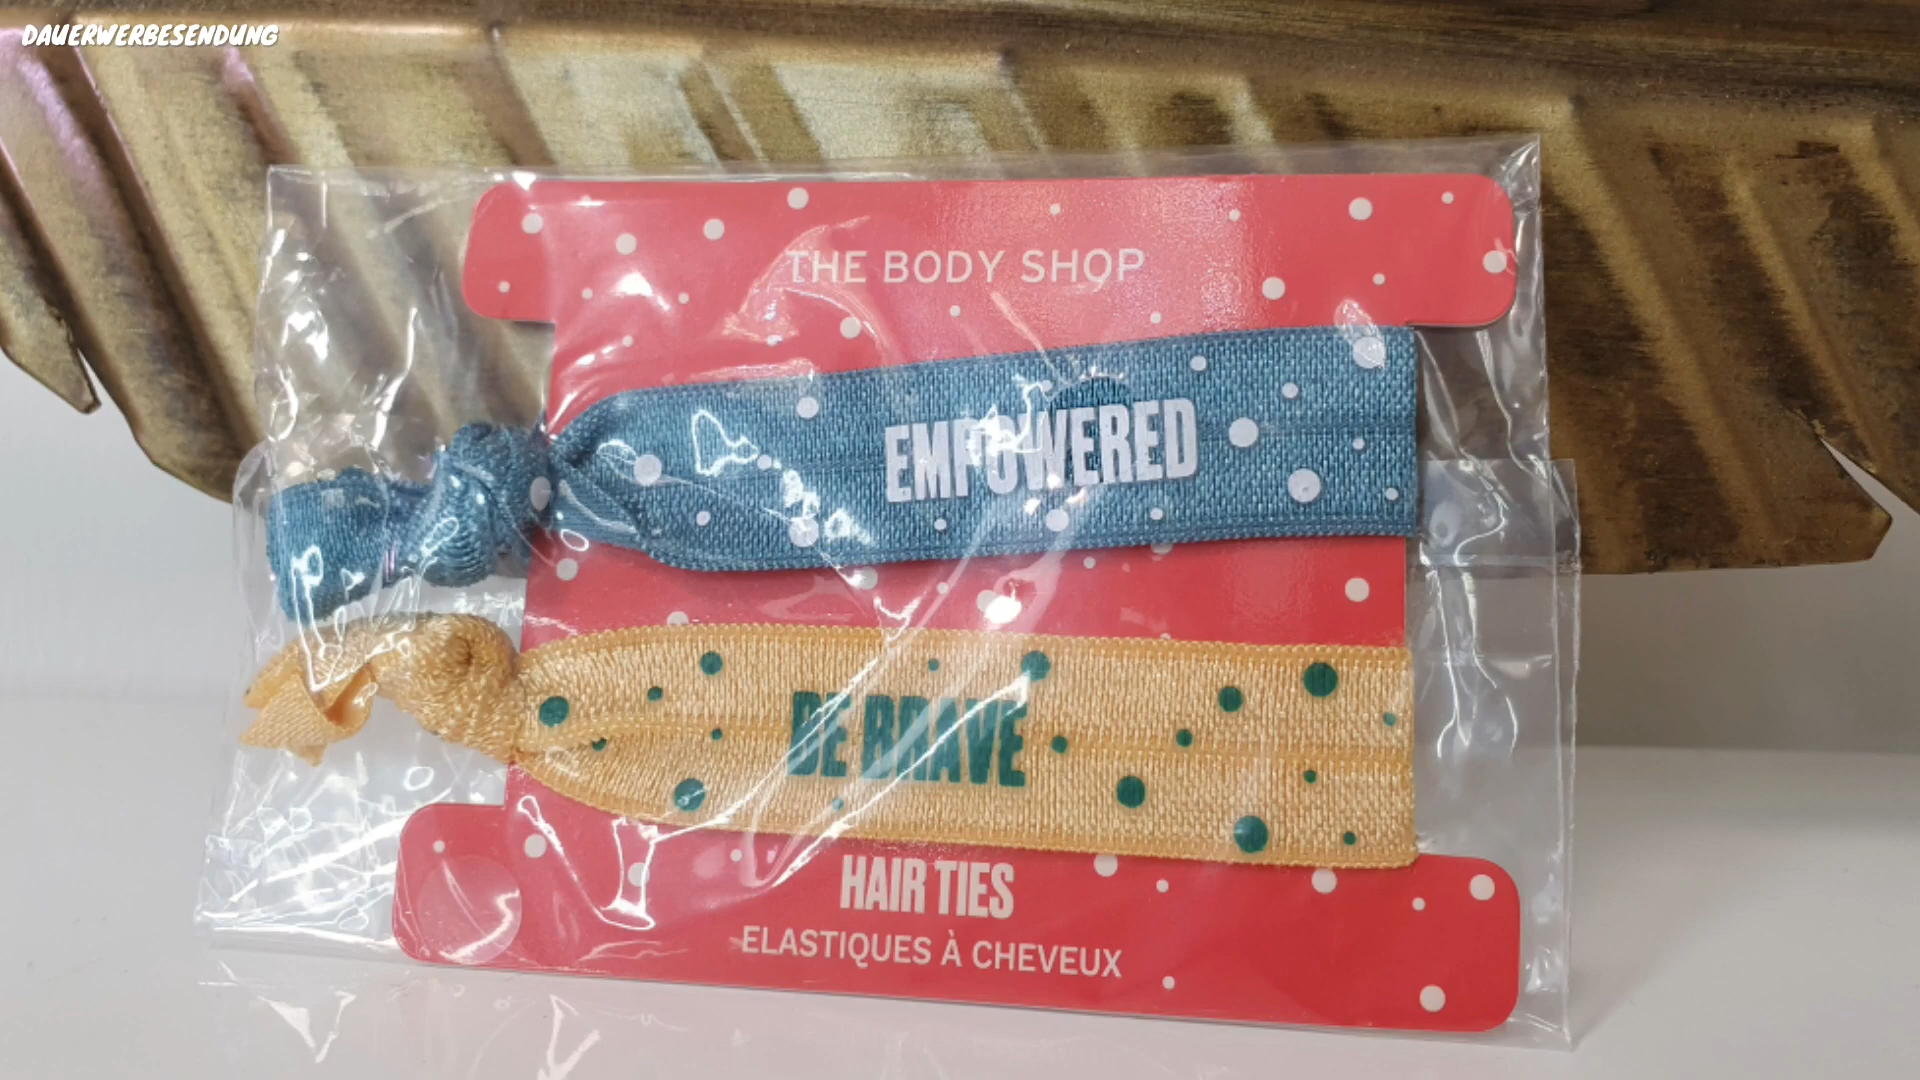 DAUERWERBESENDUNG
THE BODY SHOP
EMPOWERED
BE BRAVE
HAIR TIES
ELASTIQUES À CHEVEUX